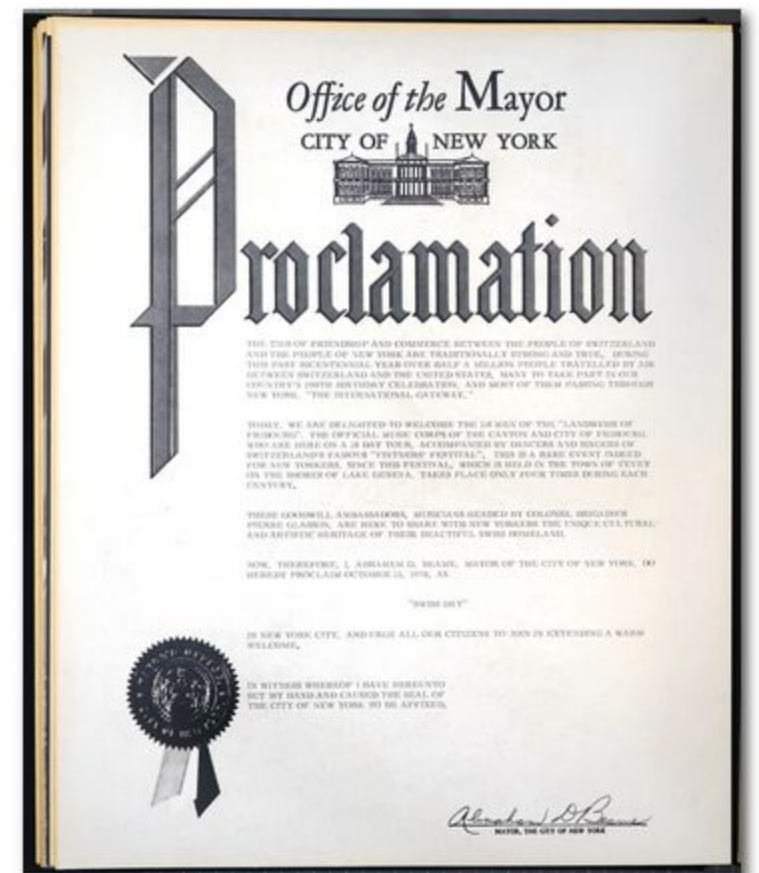 Office of the Mayor
CITY OF NEW YORK
Proclamation
THE TIES OF FRIENDSHIP AND COMMERCE BETWEEN THE PEOPLE OF SWITZERLAND
AND THE PEOPLE OF NEW YORK ARE TRADITIONALLY STRONG AND TRUE. DURING
THIS PAST BICENTENNIAL YEAR OVER HALF A MILLION PEOPLE TRAVELLED BY AIR
BETWEEN SWITZERLAND AND THE UNITED STATES, MANY TO TAKE PART IN OUR
COUNTRY'S 200TH BIRTHDAY CELEBRATION, AND MOST OF THEM PASSING THROUGH
NEW YORK, "THE INTERNATIONAL GATEWAY."
TODAY, WE ARE DELIGHTED TO WELCOME THE MEN OF THE "LANDWEHR OF
FRIBOURG", THE OFFICIAL MUSIC CORPS OF THE CANTON AND CITY OF FRIBOURG,
WHO ARE HERE ON A 10 DAY TOUR, ACCOMPANIED BY DANCERS AND SINGERS OF
SWITZERLAND'S FAMOUS "VINTNERS' FESTIVAL". THIS IS A RARE EVENT INDEED
FOR NEW YORKERS, SINCE THIS FESTIVAL, WHICH IS HELD IN THE TOWN OF VEVEY
ON THE SHORES OF LAKE GENEVA, TAKES PLACE ONLY FOUR TIMES DURING EACH
CENTURY.
THESE GOODWILL AMBASSADORS, MUSICIANS HEADED BY COLONEL BRIGADIER
PIERRE GLASSON, ARE HERE TO SHARE WITH NEW YORKERS THE UNIQUE CULTURAL
AND ARTISTIC HERITAGE OF THEIR BEAUTIFUL SWISS HOMELAND.
NOW, THEREFORE, I, ABRAHAM D. BEAME, MAYOR OF THE CITY OF NEW YORK, DO
HEREBY PROCLAIM OCTOBER 1976, AS
"SWISS DAY"
IN NEW YORK CITY, AND URGE ALL OUR CITIZENS TO JOIN IN EXTENDING A WARM
WELCOME.
IN WITNESS WHEREOF I HAVE HEREUNTO
SET MY HAND AND CAUSED THE SEAL OF
THE CITY OF NEW YORK TO BE AFFIXED.
Abraham D Beame
MAYOR, THE CITY OF NEW YORK